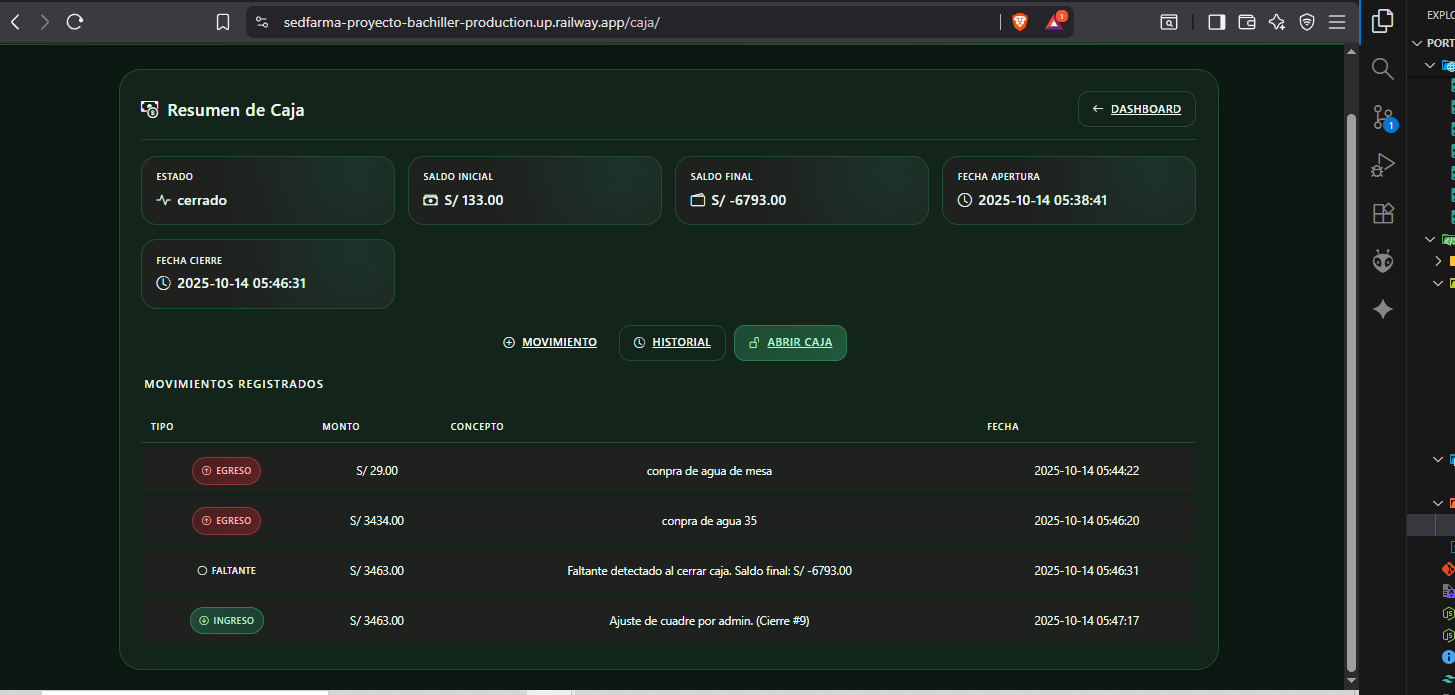 sedfarma-proyecto-bachiller-production.up.railway.app/caja/
1
EXPLO
PORT
1
Resumen de Caja
← DASHBOARD
ESTADO
cerrado
SALDO INICIAL
S/ 133.00
SALDO FINAL
S/ -6793.00
FECHA APERTURA
2025-10-14 05:38:41
FECHA CIERRE
2025-10-14 05:46:31
MOVIMIENTO
HISTORIAL
ABRIR CAJA
MOVIMIENTOS REGISTRADOS
TIPO MONTO CONCEPTO FECHA
EGRESO S/ 29.00 conpra de agua de mesa 2025-10-14 05:44:22
EGRESO S/ 3434.00 conpra de agua 35 2025-10-14 05:46:20
FALTANTE S/ 3463.00 Faltante detectado al cerrar caja. Saldo final: S/ -6793.00 2025-10-14 05:46:31
INGRESO S/ 3463.00 Ajuste de cuadre por admin. (Cierre #9) 2025-10-14 05:47:17